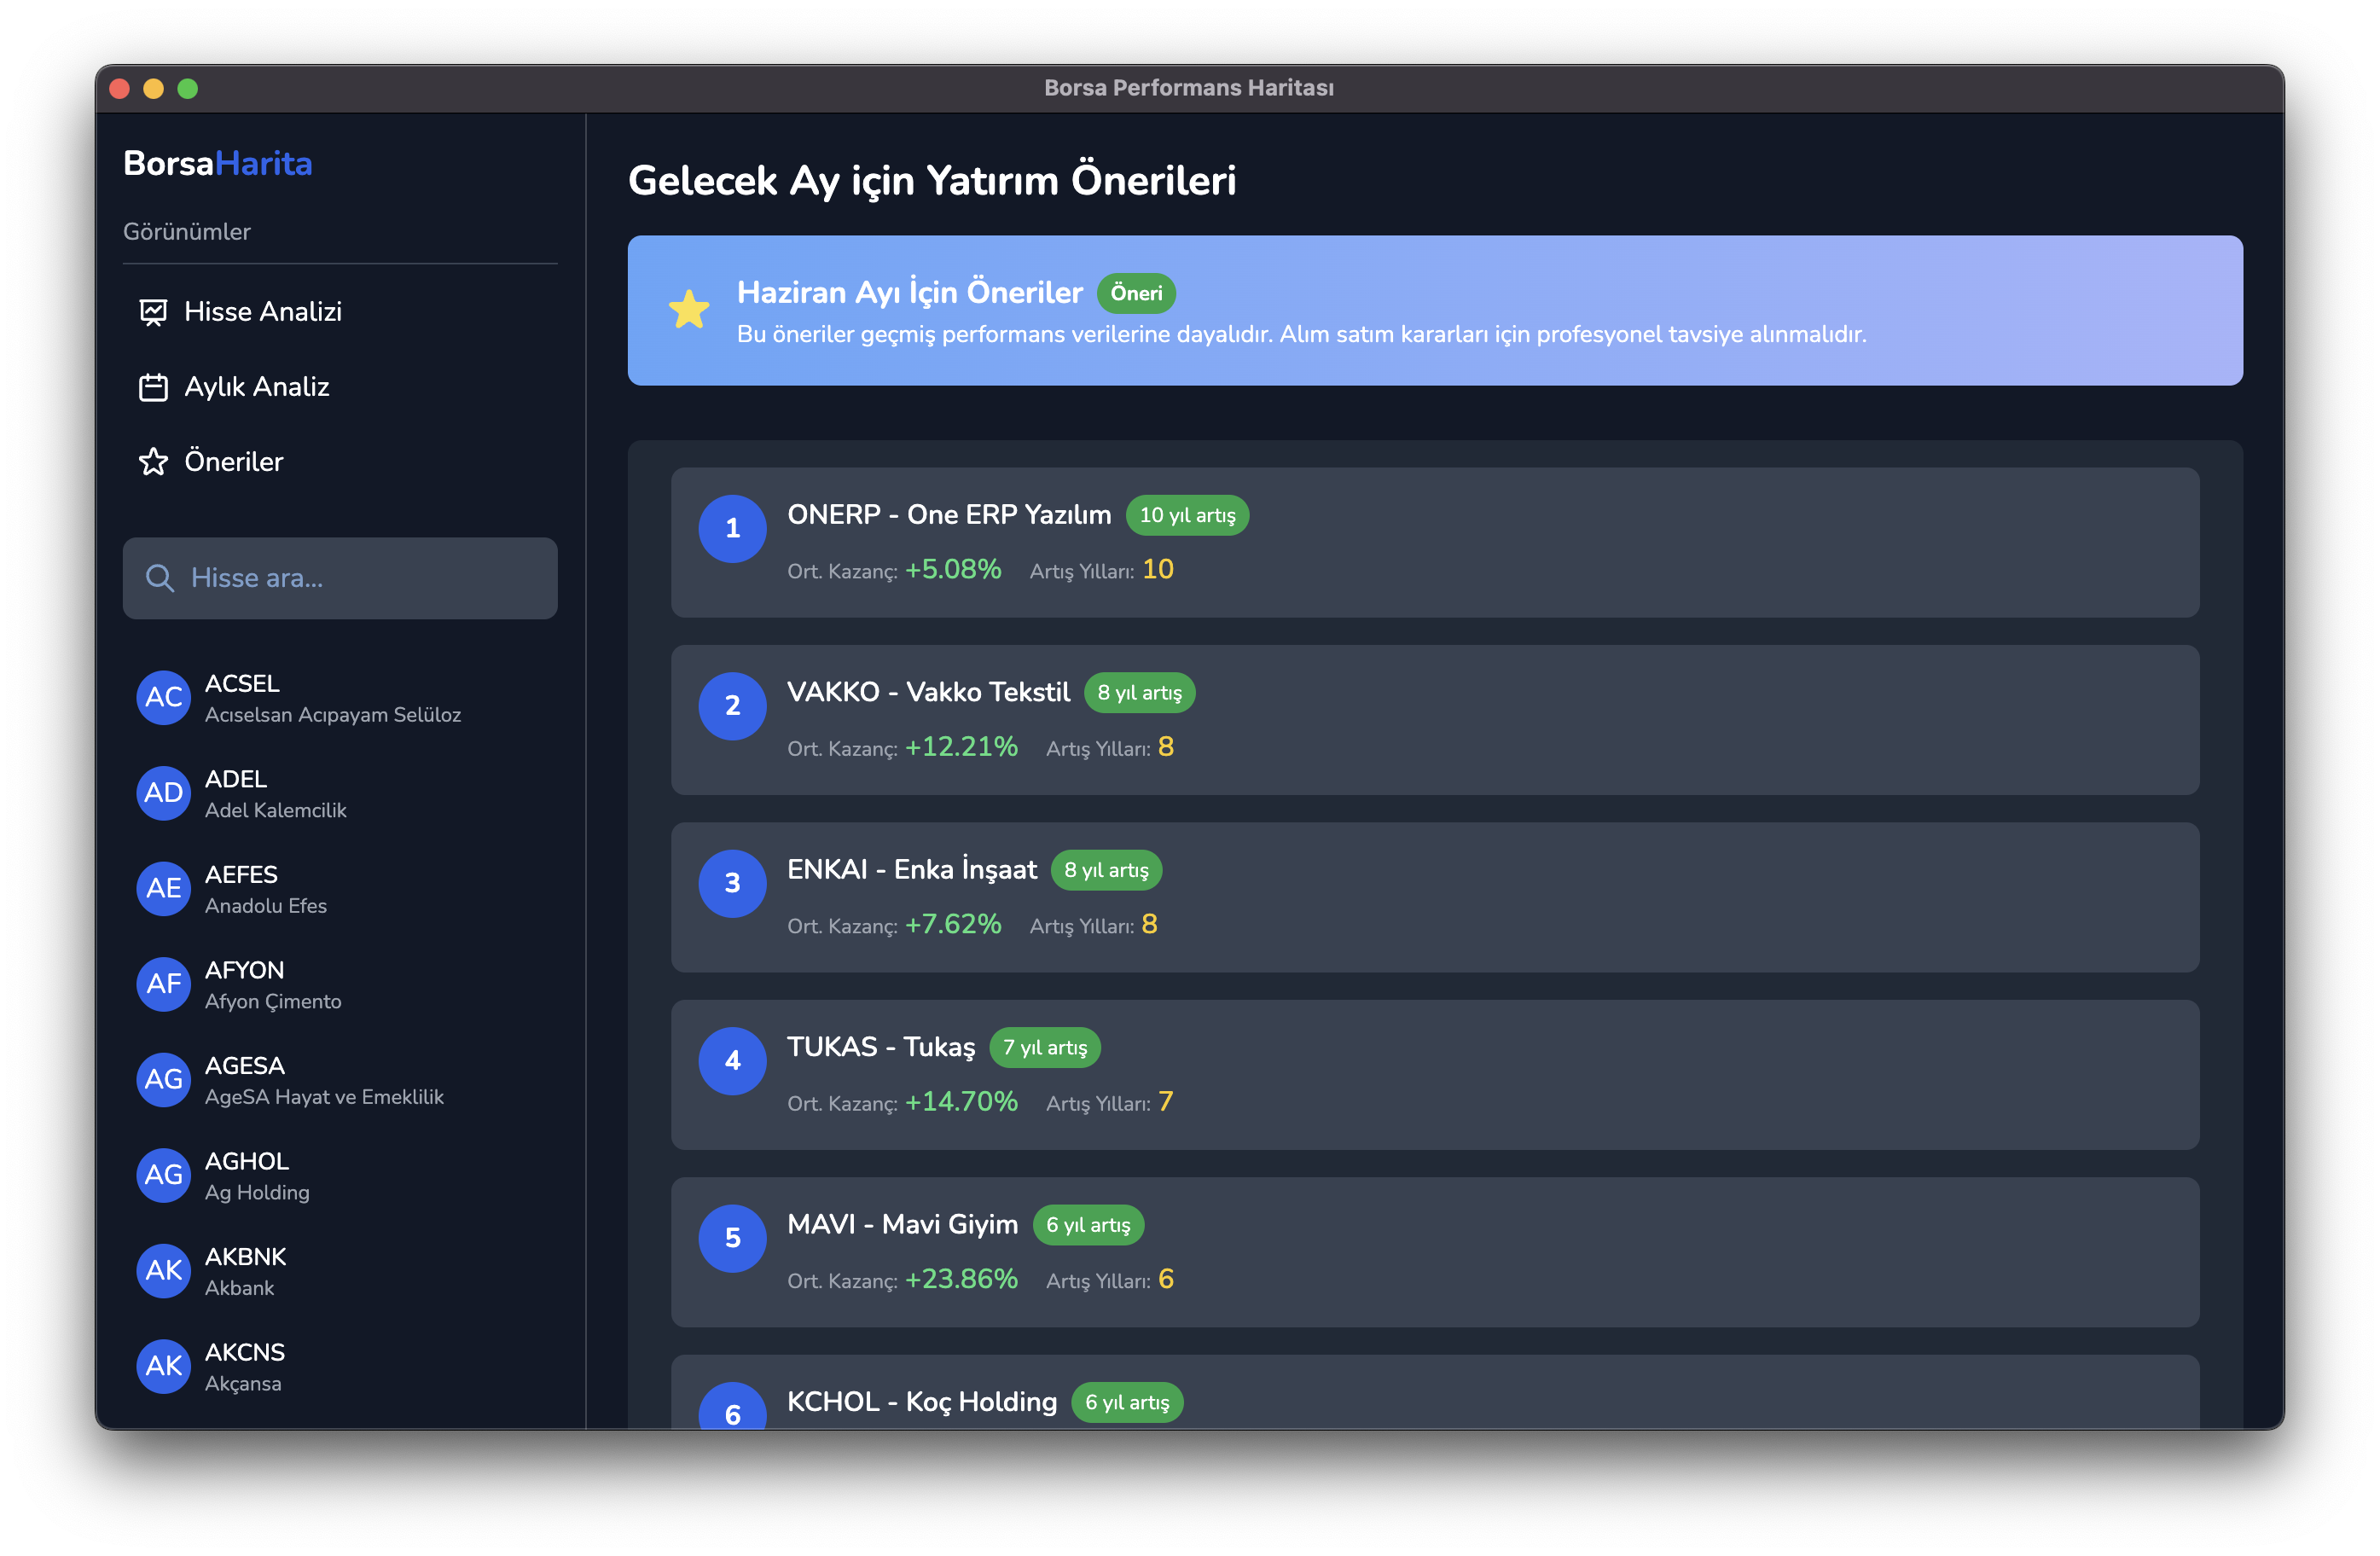 Borsa Performans Haritası
BorsaHarita
Görünümler
Hisse Analizi
Aylık Analiz
Öneriler
Hisse ara...
AC
ACSEL
Acıselsan Acıpayam Selüloz
AD
ADEL
Adel Kalemcilik
AE
AEFES
Anadolu Efes
AF
AFYON
Afyon Çimento
AG
AGESA
AgeSA Hayat ve Emeklilik
AG
AGHOL
Ag Holding
AK
AKBNK
Akbank
AK
AKCNS
Akçansa
Gelecek Ay için Yatırım Önerileri
Haziran Ayı İçin Öneriler Öneri
Bu öneriler geçmiş performans verilerine dayalıdır. Alım satım kararları için profesyonel tavsiye alınmalıdır.
1
ONERP - One ERP Yazılım 10 yıl artış
Ort. Kazanç: +5.08% Artış Yılları: 10
2
VAKKO - Vakko Tekstil 8 yıl artış
Ort. Kazanç: +12.21% Artış Yılları: 8
3
ENKAI - Enka İnşaat 8 yıl artış
Ort. Kazanç: +7.62% Artış Yılları: 8
4
TUKAS - Tukaş 7 yıl artış
Ort. Kazanç: +14.70% Artış Yılları: 7
5
MAVI - Mavi Giyim 6 yıl artış
Ort. Kazanç: +23.86% Artış Yılları: 6
6
KCHOL - Koç Holding 6 yıl artış